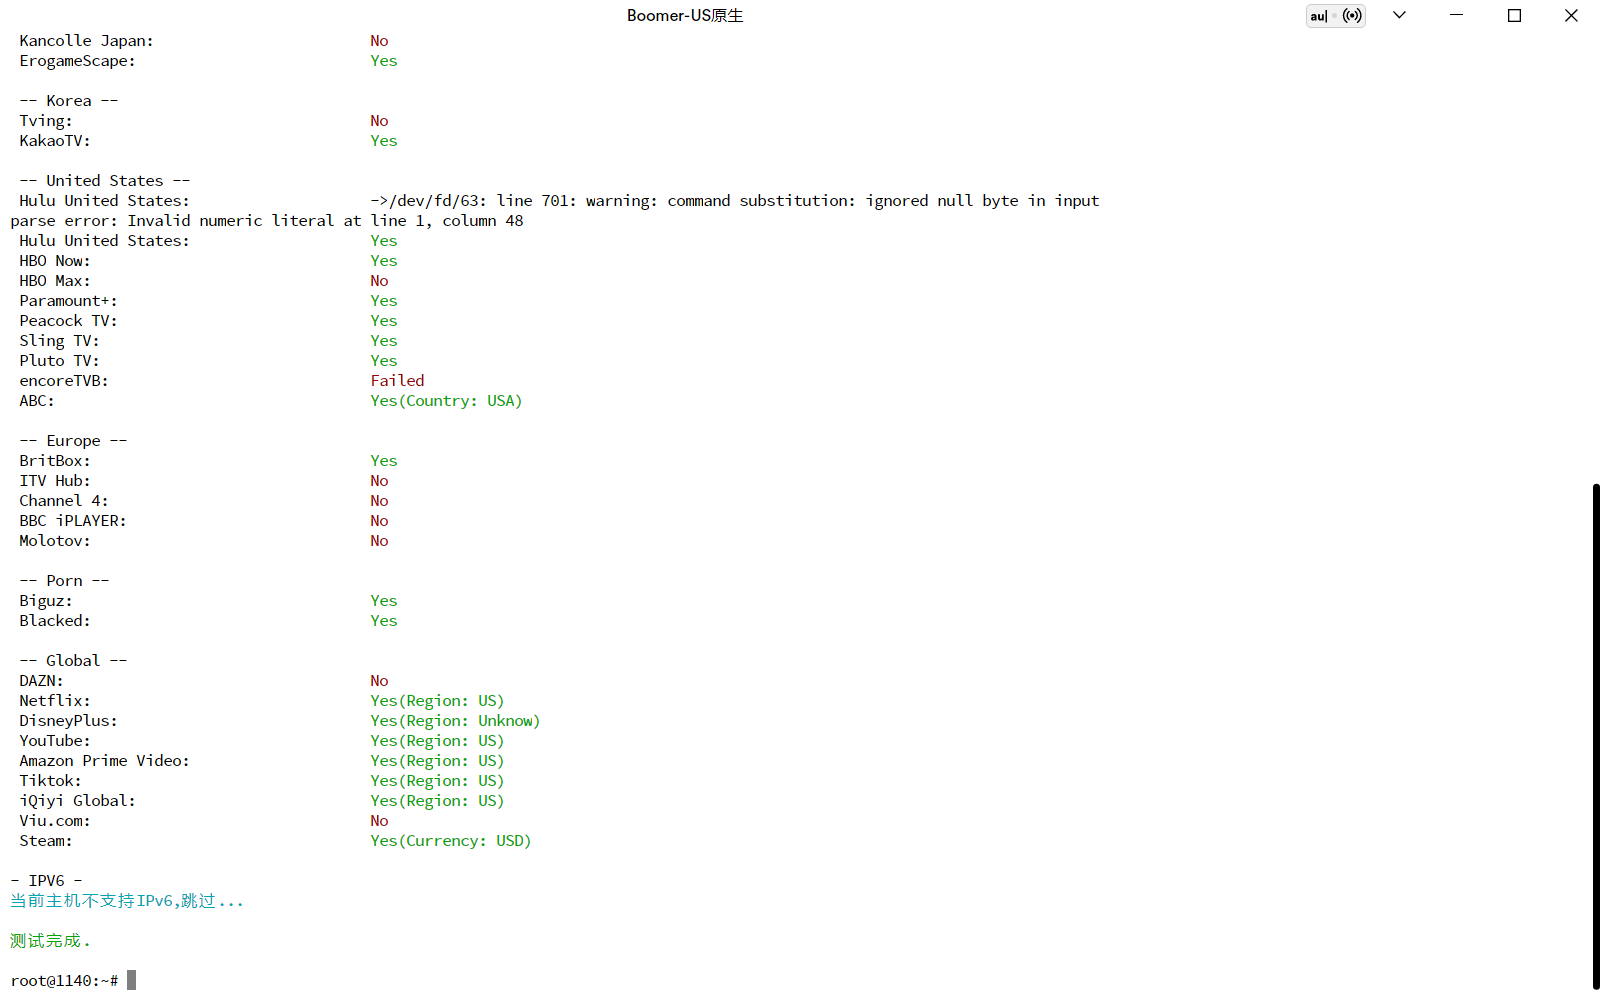 Boomer-US原生
au|
Kancolle Japan: No
ErogameScape: Yes
-- Korea --
Tving: No
KakaoTV: Yes
-- United States --
Hulu United States: ->/dev/fd/63: line 701: warning: command substitution: ignored null byte in input
parse error: Invalid numeric literal at line 1, column 48
Hulu United States: Yes
HBO Now: Yes
HBO Max: No
Paramount+: Yes
Peacock TV: Yes
Sling TV: Yes
Pluto TV: Yes
encoreTVB: Failed
ABC: Yes(Country: USA)
-- Europe --
BritBox: Yes
ITV Hub: No
Channel 4: No
BBC iPLAYER: No
Molotov: No
-- Porn --
Biguz: Yes
Blacked: Yes
-- Global --
DAZN: No
Netflix: Yes(Region: US)
DisneyPlus: Yes(Region: Unknow)
YouTube: Yes(Region: US)
Amazon Prime Video: Yes(Region: US)
Tiktok: Yes(Region: US)
iQiyi Global: Yes(Region: US)
Viu.com: No
Steam: Yes(Currency: USD)
- IPV6 -
当前主机不支持IPv6,跳过...
测试完成.
root@1140:~#